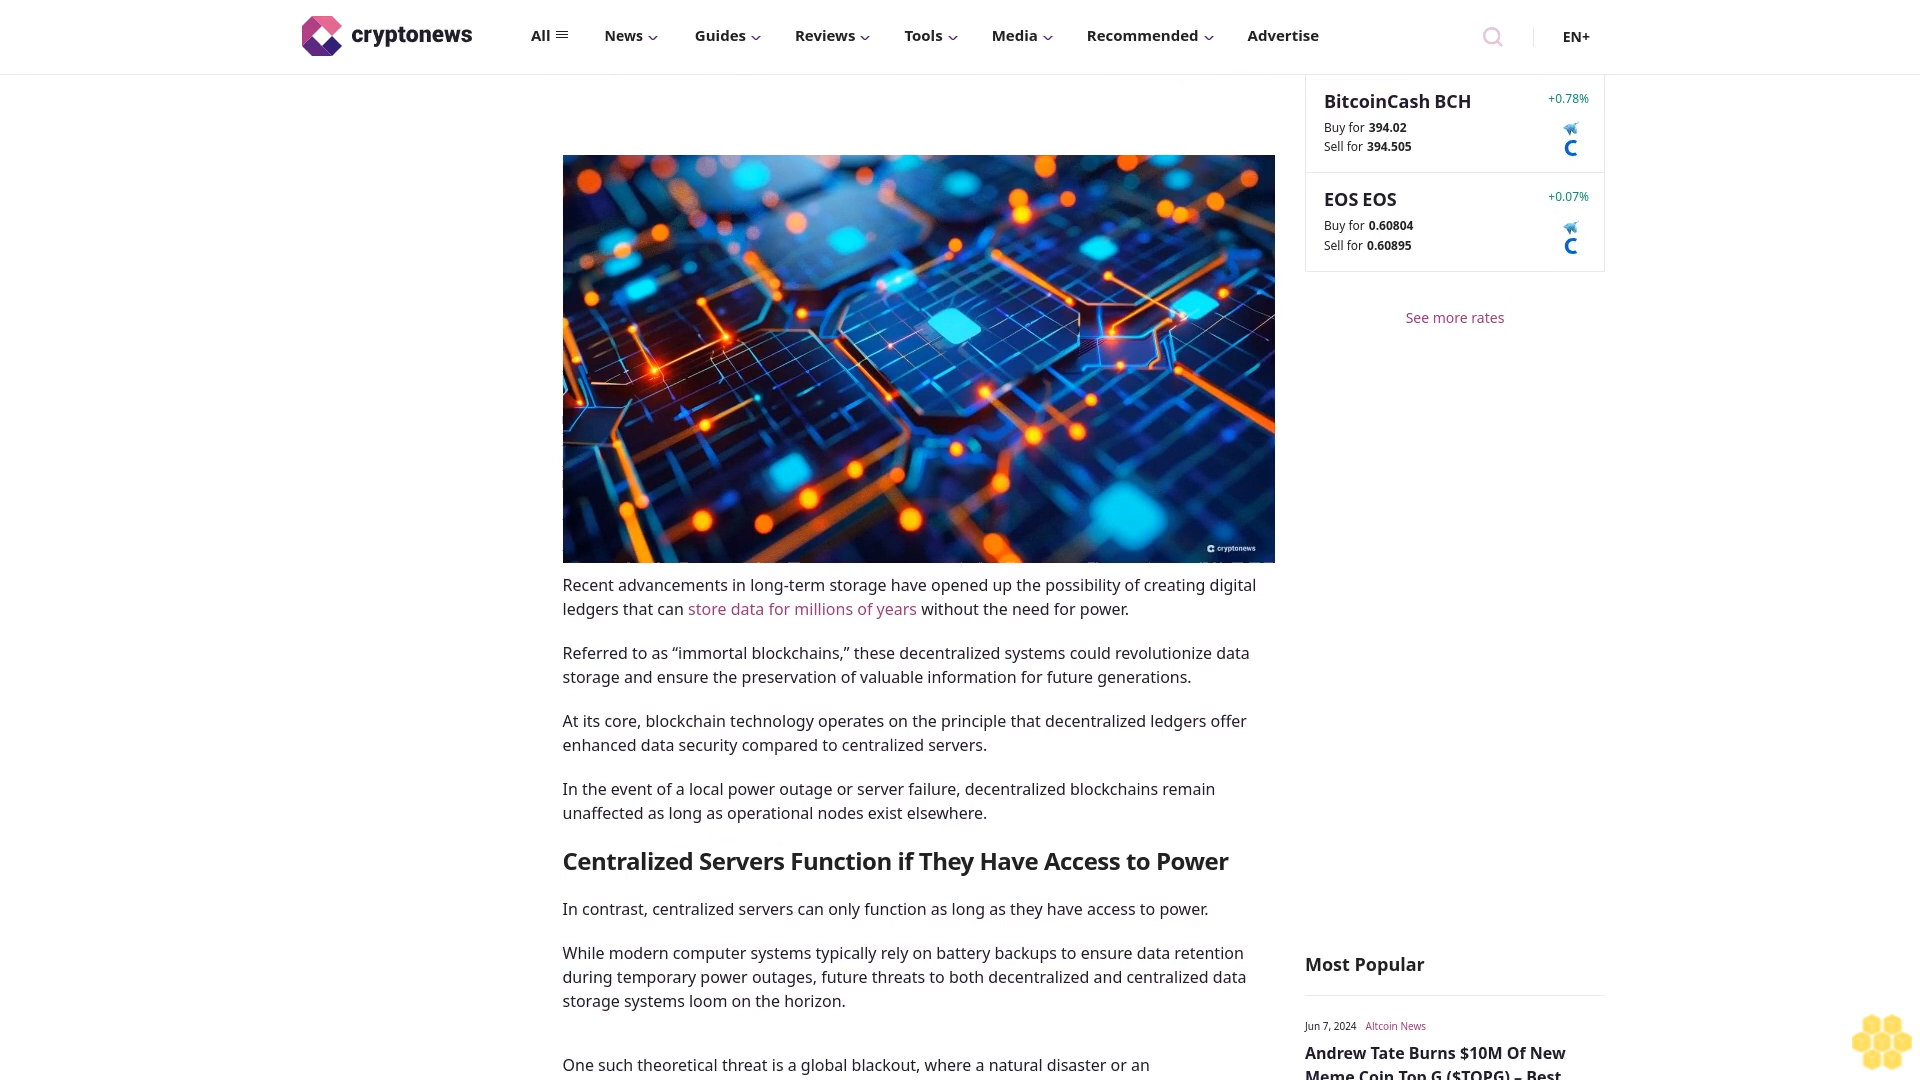 cryptonews
All
News
Guides
Reviews
Tools
Media
Recommended
Advertise
EN+
BitcoinCash BCH
+0.78%
Buy for 394.02
Sell for 394.505
EOS EOS
+0.07%
Buy for 0.60804
Sell for 0.60895
See more rates
cryptonews
Recent advancements in long-term storage have opened up the possibility of creating digital
ledgers that can store data for millions of years without the need for power.
Referred to as “immortal blockchains,” these decentralized systems could revolutionize data
storage and ensure the preservation of valuable information for future generations.
At its core, blockchain technology operates on the principle that decentralized ledgers offer
enhanced data security compared to centralized servers.
In the event of a local power outage or server failure, decentralized blockchains remain
unaffected as long as operational nodes exist elsewhere.
Centralized Servers Function if They Have Access to Power
In contrast, centralized servers can only function as long as they have access to power.
While modern computer systems typically rely on battery backups to ensure data retention
during temporary power outages, future threats to both decentralized and centralized data
storage systems loom on the horizon.
One such theoretical threat is a global blackout, where a natural disaster or an
Most Popular
Jun 7, 2024 Altcoin News
Andrew Tate Burns $10M Of New
Meme Coin Top G ($TOPG) – Best